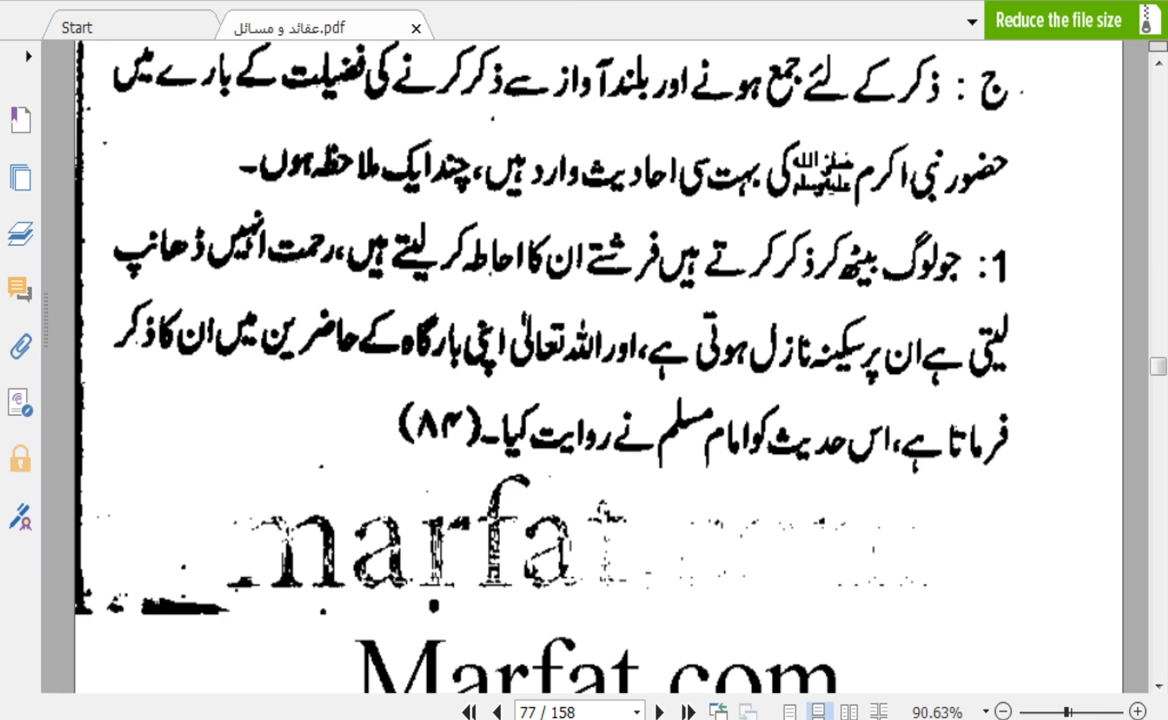 Start
عقائد و مسائل.pdf
Reduce the file size
ج : ذکر کے لئے جمع ہونے اور بلند آواز سے ذکر کرنے کی فضیلت کے بارے میں
حضور نبی اکرم ﷺ کی بہت سی احادیث وارد ہیں، چند ایک ملاحظہ ہوں۔
1: جو لوگ بیٹھ کر ذکر کرتے ہیں فرشتے ان کا احاطہ کر لیتے ہیں، رحمت انہیں ڈھانپ
لیتی ہے ان پر سکینہ نازل ہوتی ہے، اور اللہ تعالیٰ اپنی بارگاہ کے حاضرین میں ان کا ذکر
فرماتا ہے، اس حدیث کو امام مسلم نے روایت کیا۔ (۸۴)
marfat
Marfat.com
77 / 158
90.63%